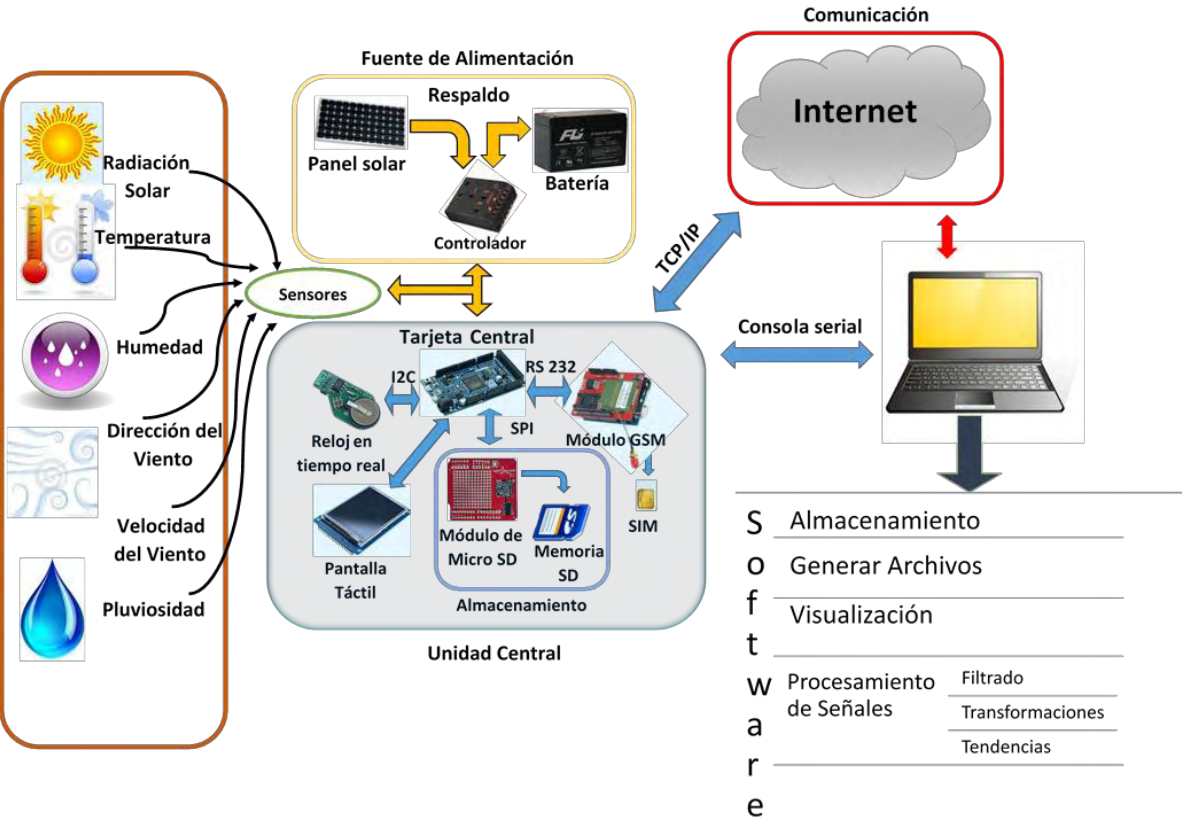 Comunicación
Internet
Fuente de Alimentación
Respaldo
Panel solar
Batería
Controlador
Radiación
Solar
Temperatura
Humedad
Dirección del
Viento
Velocidad
del Viento
Pluviosidad
Sensores
TCP/IP
Consola serial
Tarjeta Central
I2C
RS 232
SPI
Reloj en
tiempo real
Módulo GSM
SIM
Pantalla
Táctil
Módulo de
Micro SD
Memoria
SD
Almacenamiento
Unidad Central
Software
Almacenamiento
Generar Archivos
Visualización
Procesamiento
de Señales
Filtrado
Transformaciones
Tendencias